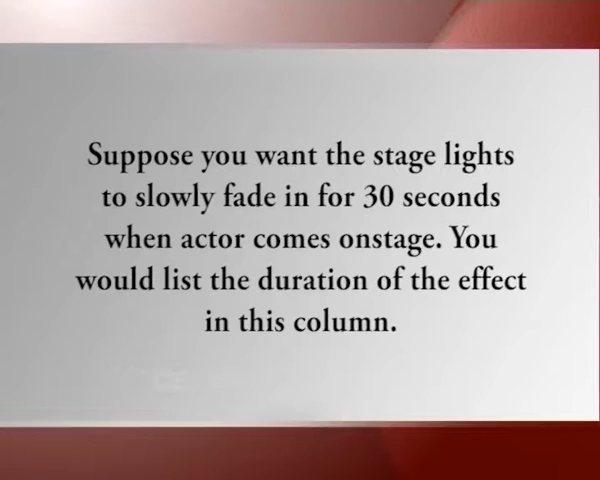 Suppose you want the stage lights
to slowly fade in for 30 seconds
when actor comes onstage. You
would list the duration of the effect
in this column.